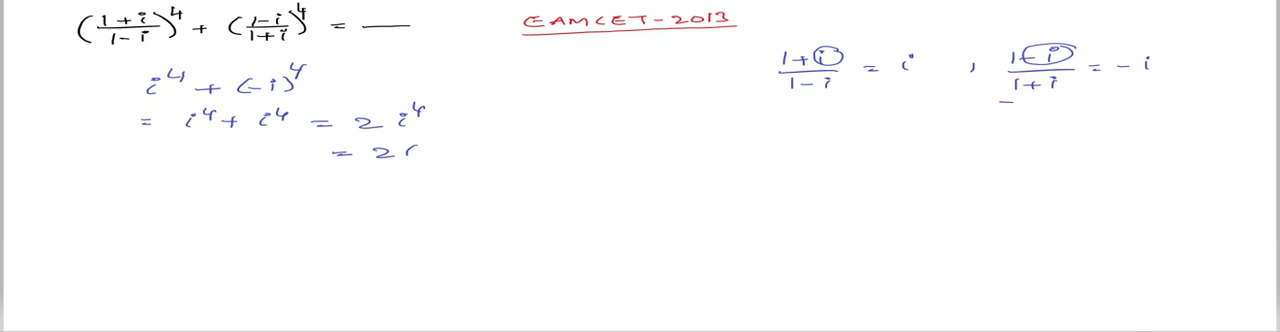 (1+i/1-i)^4 + (1-i/1+i)^4 = —
EAMCET-2013
1+i/1-i = i , 1-i/1+i = -i
i^4 + (-i)^4
= i^4 + i^4 = 2 i^4
= 2(